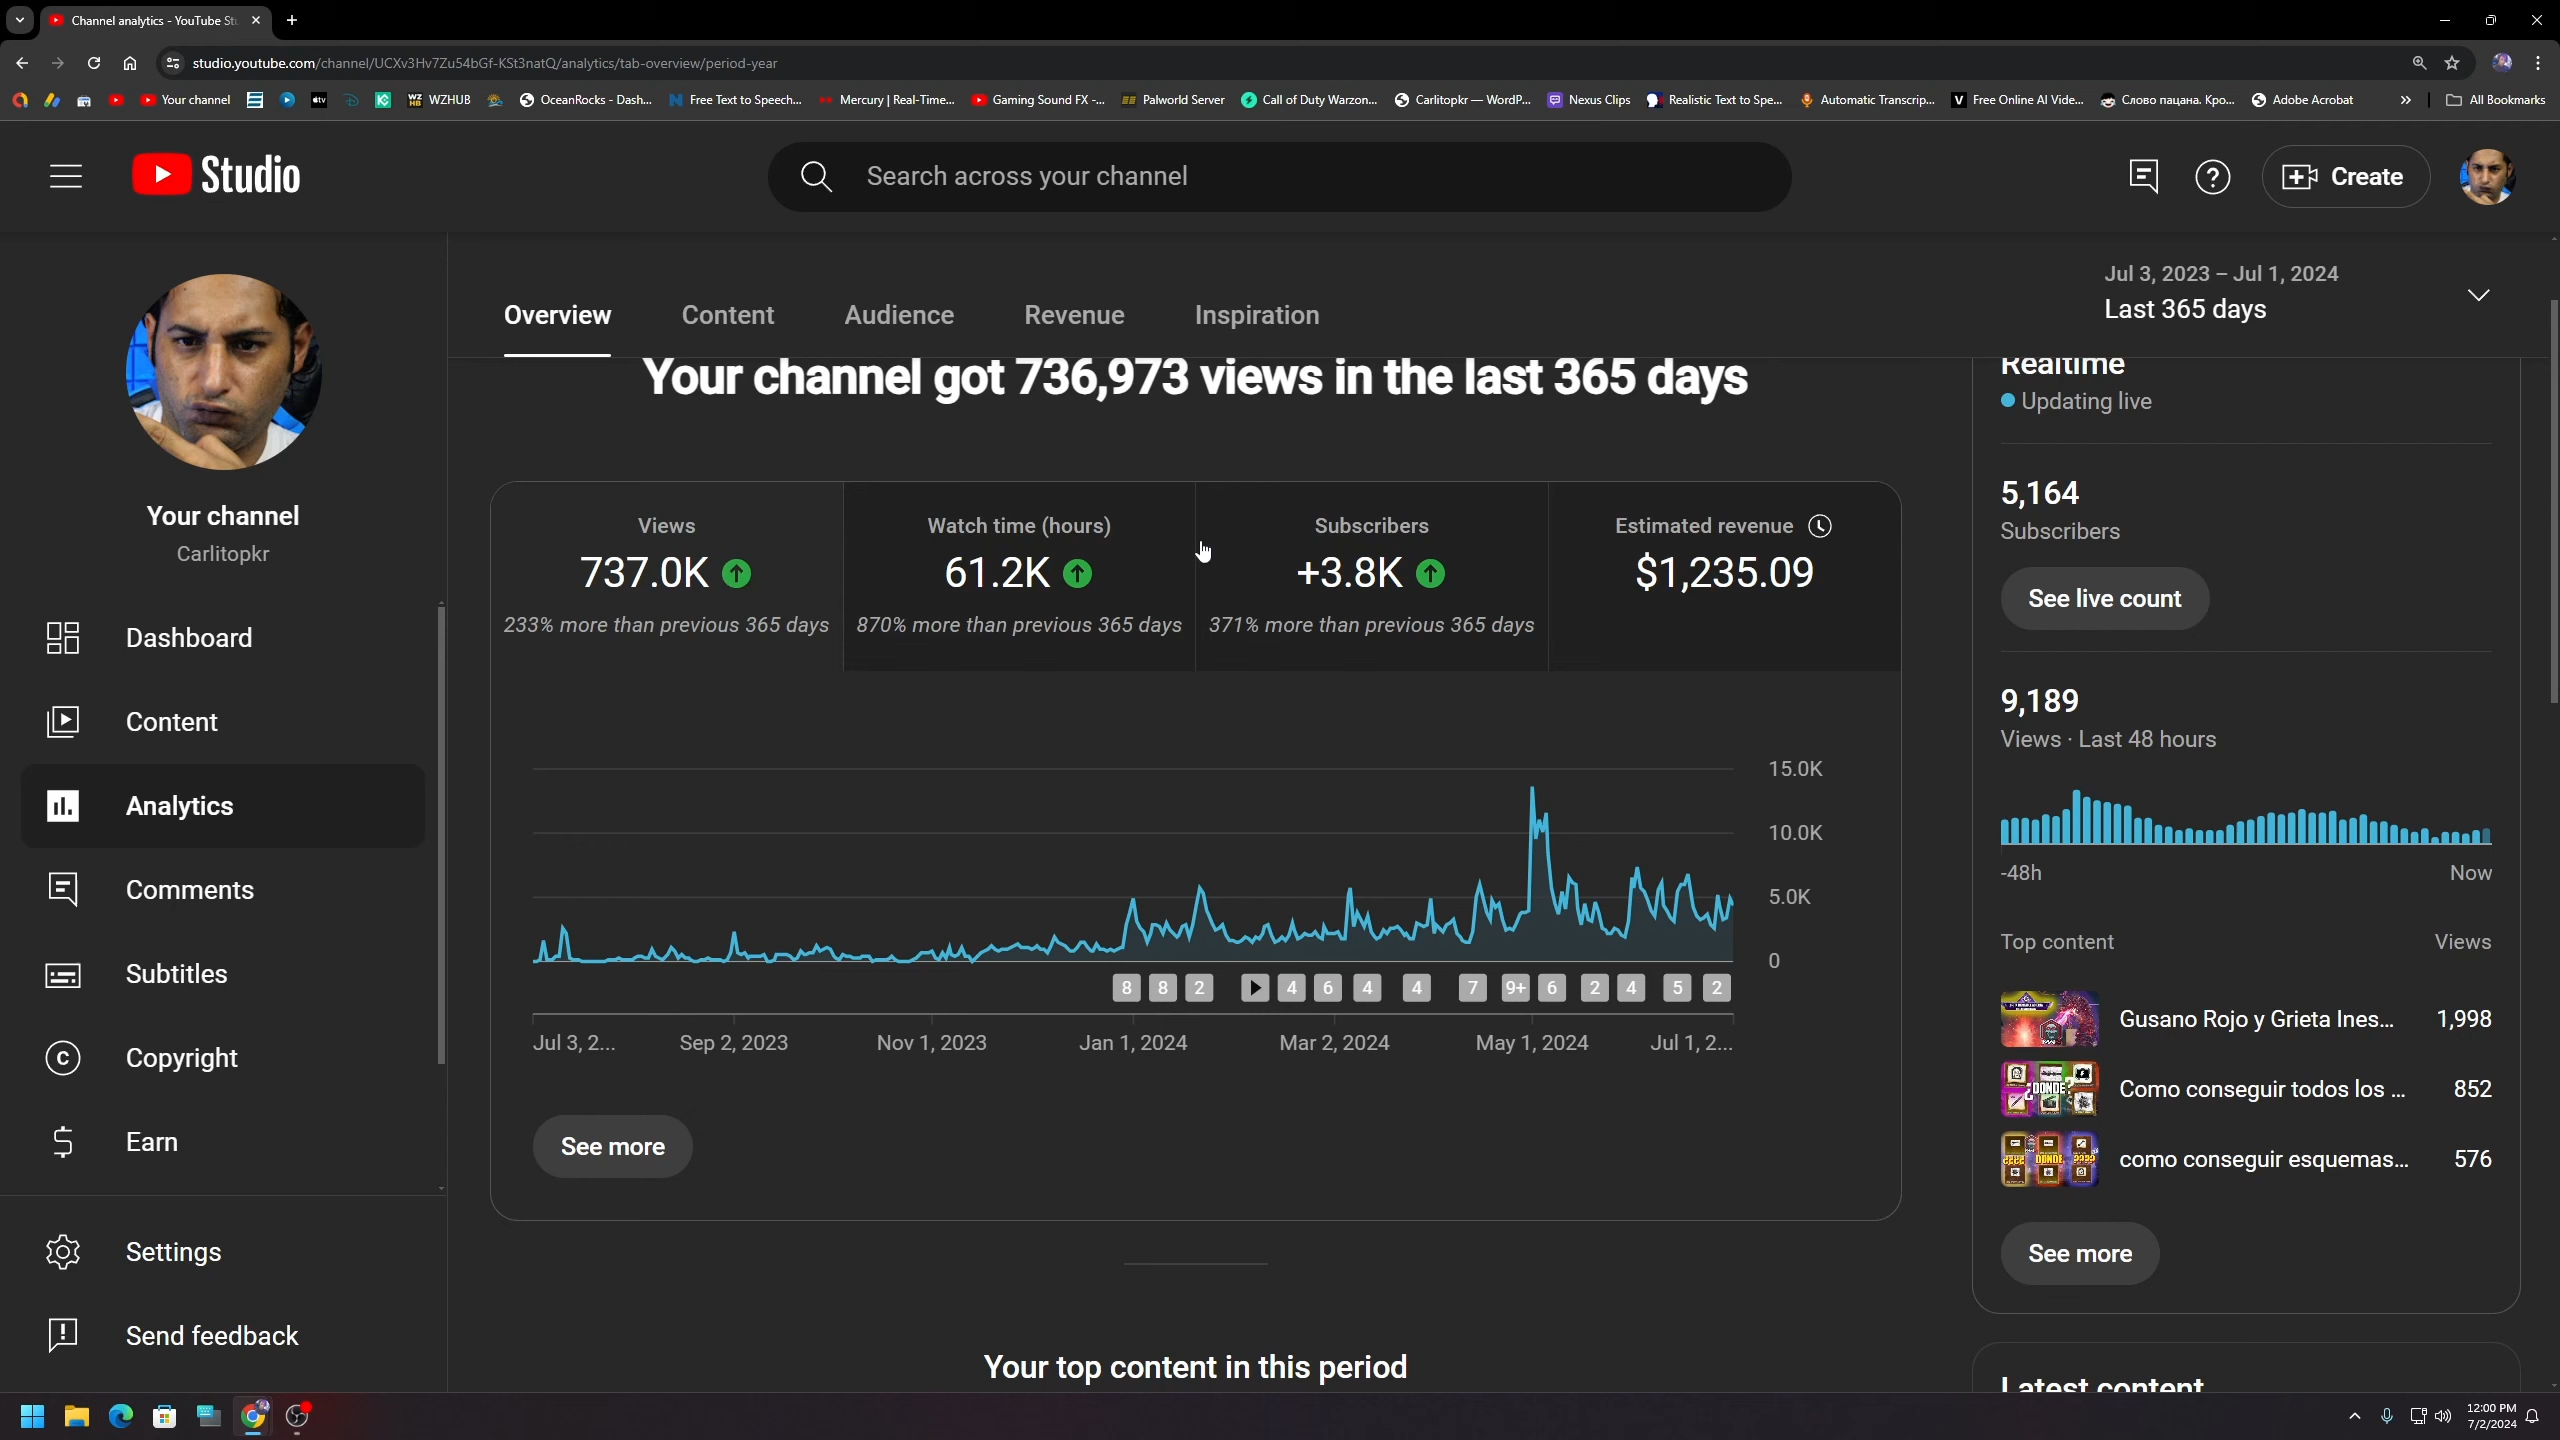 Channel analytics - YouTube St
studio.youtube.com/channel/UCXv3Hv7Zu54bGf-KSt3natQ/analytics/tab-overview/period-year
Your channel
WZHUB
OceanRocks - Dash...
Free Text to Speech...
Mercury | Real-Time...
Gaming Sound FX -...
Palworld Server
Call of Duty Warzon...
Carlitopkr — WordP...
Nexus Clips
Realistic Text to Spe...
Automatic Transcrip...
Free Online AI Vide...
Слово пацана. Кро...
Adobe Acrobat
All Bookmarks
Studio
Search across your channel
Create
Your channel
Carlitopkr
Dashboard
Content
Analytics
Comments
Subtitles
Copyright
Earn
Settings
Send feedback
Overview
Content
Audience
Revenue
Inspiration
Jul 3, 2023 – Jul 1, 2024
Last 365 days
Your channel got 736,973 views in the last 365 days
Views
737.0K
233% more than previous 365 days
Watch time (hours)
61.2K
870% more than previous 365 days
Subscribers
+3.8K
371% more than previous 365 days
Estimated revenue
$1,235.09
15.0K
10.0K
5.0K
0
8 8 2 4 6 4 4 7 9+ 6 2 4 5 2
Jul 3, 2... Sep 2, 2023 Nov 1, 2023 Jan 1, 2024 Mar 2, 2024 May 1, 2024 Jul 1, 2...
See more
Your top content in this period
Realtime
Updating live
5,164
Subscribers
See live count
9,189
Views · Last 48 hours
-48h Now
Top content Views
Gusano Rojo y Grieta Ines... 1,998
¿DONDE?
Como conseguir todos los ... 852
DONDE
como conseguir esquemas... 576
See more
Latest content
12:00 PM
7/2/2024